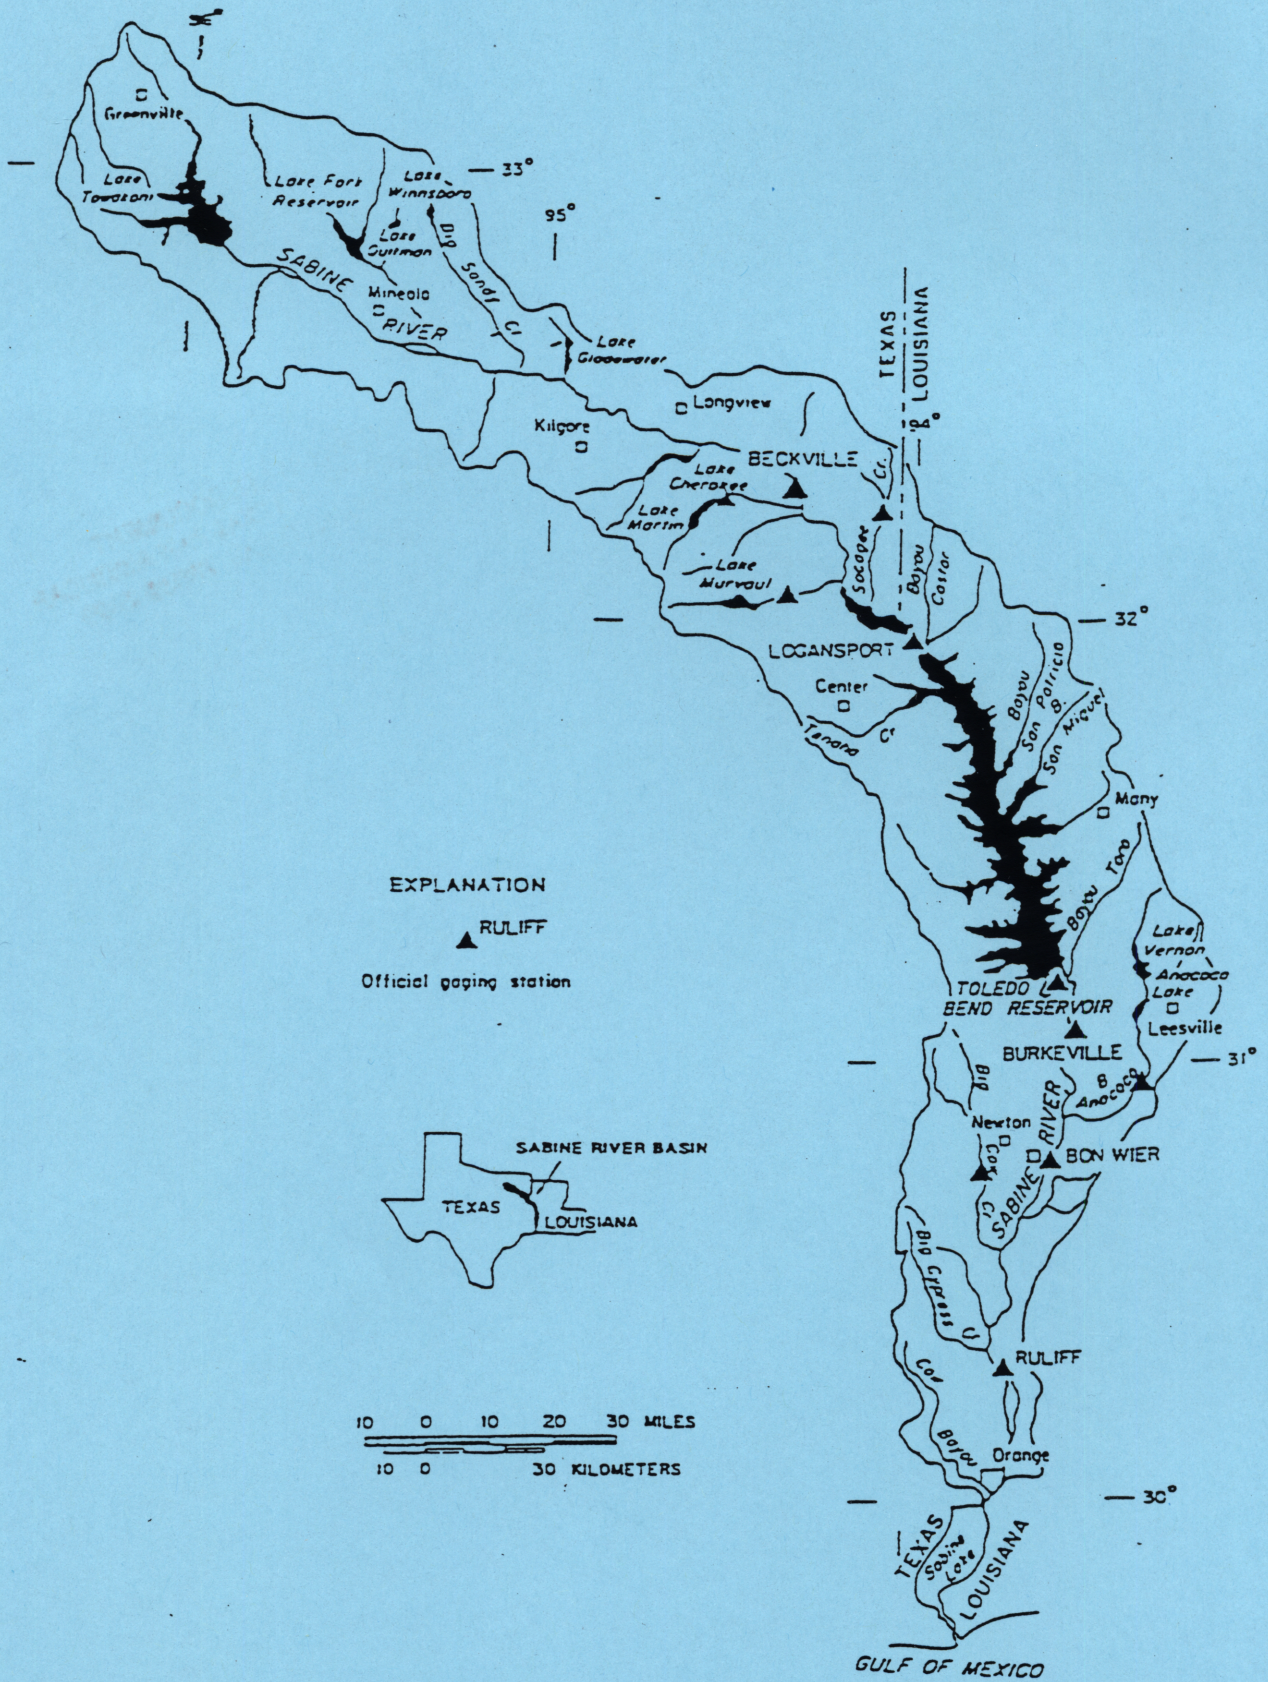 Greenville
33°
Lake
Tawakoni
Lake Fork
Reservoir
Lake
Winnsboro
95°
Lake
Quitman
Big Sandy Cr
SABINE RIVER
Mineola
Lake
Gladewater
TEXAS
LOUISIANA
Longview
Kilgore
BECKVILLE
Lake
Cherokee
Lake
Martin
Socagee Cr.
Bayou
Castor
Lake
Murvaul
32°
LOGANSPORT
Center
Tenaha Cr
Bayou
San Patricio
B.
San Miguel
Many
Bayou Toro
EXPLANATION
RULIFF
Official gaging station
Lake
Vernon
Anacoco
Lake
TOLEDO
BEND RESERVOIR
Leesville
BURKEVILLE
31°
B
Anacoco
Big Cow Cr
Newton
SABINE RIVER
BON WIER
SABINE RIVER BASIN
TEXAS
LOUISIANA
Big Cypress Cr
RULIFF
Cow Bayou
10 0 10 20 30 MILES
10 0 30 KILOMETERS
Orange
30°
TEXAS
Sabine
Lake
LOUISIANA
GULF OF MEXICO